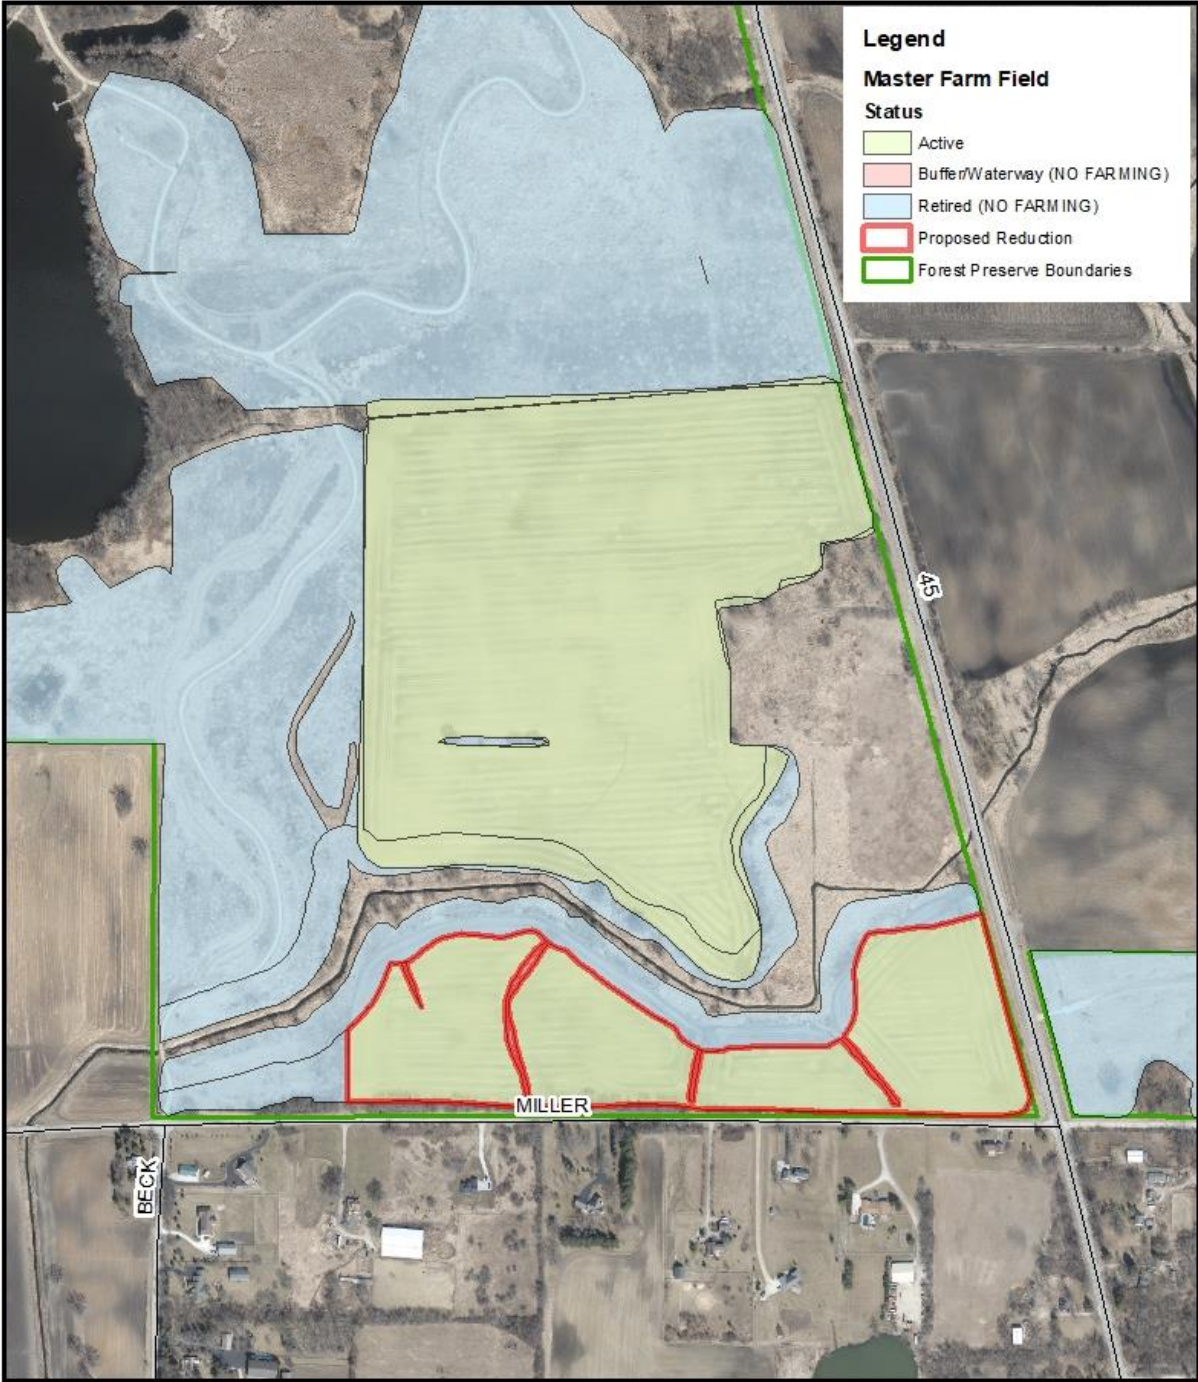 Legend
Master Farm Field
Status
Active
Buffer/Waterway (NO FARMING)
Retired (NO FARMING)
Proposed Reduction
Forest Preserve Boundaries
45
MILLER
BECK